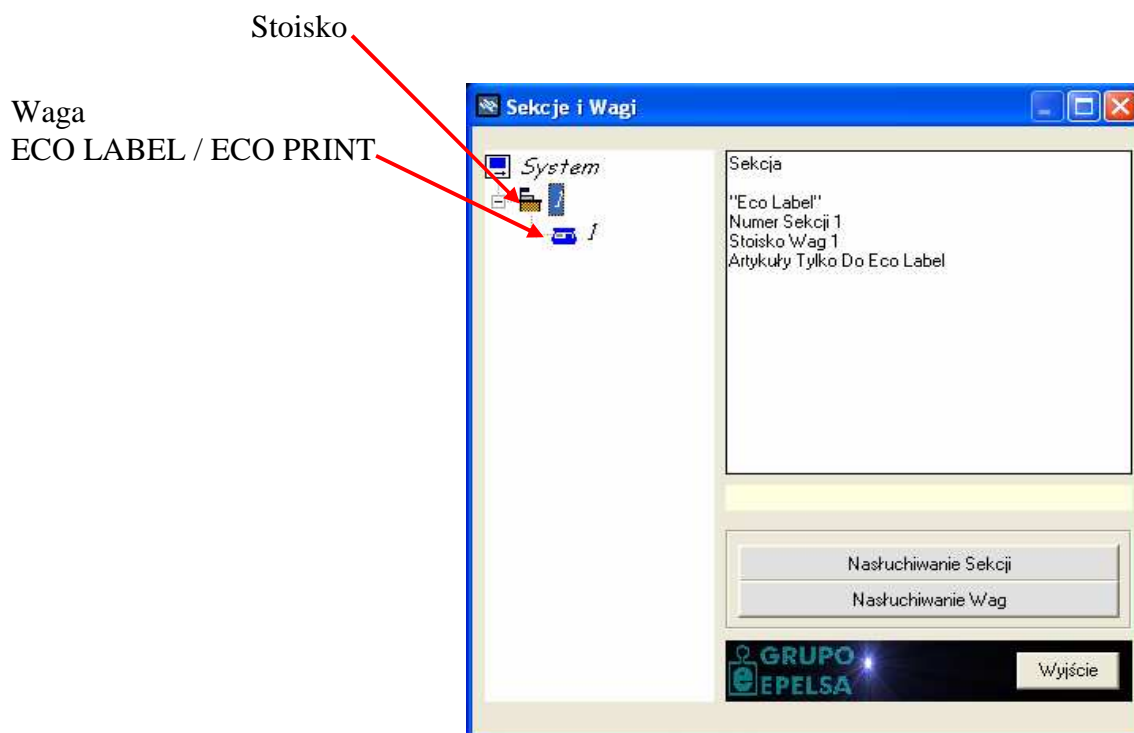 Stoisko
Waga
ECO LABEL / ECO PRINT
Sekcje i Wagi
System
1
1
Sekcja
"Eco Label"
Numer Sekcji 1
Stoisko Wag 1
Artykuły Tylko Do Eco Label
Nasłuchiwanie Sekcji
Nasłuchiwanie Wag
GRUPO
EPELSA
Wyjście